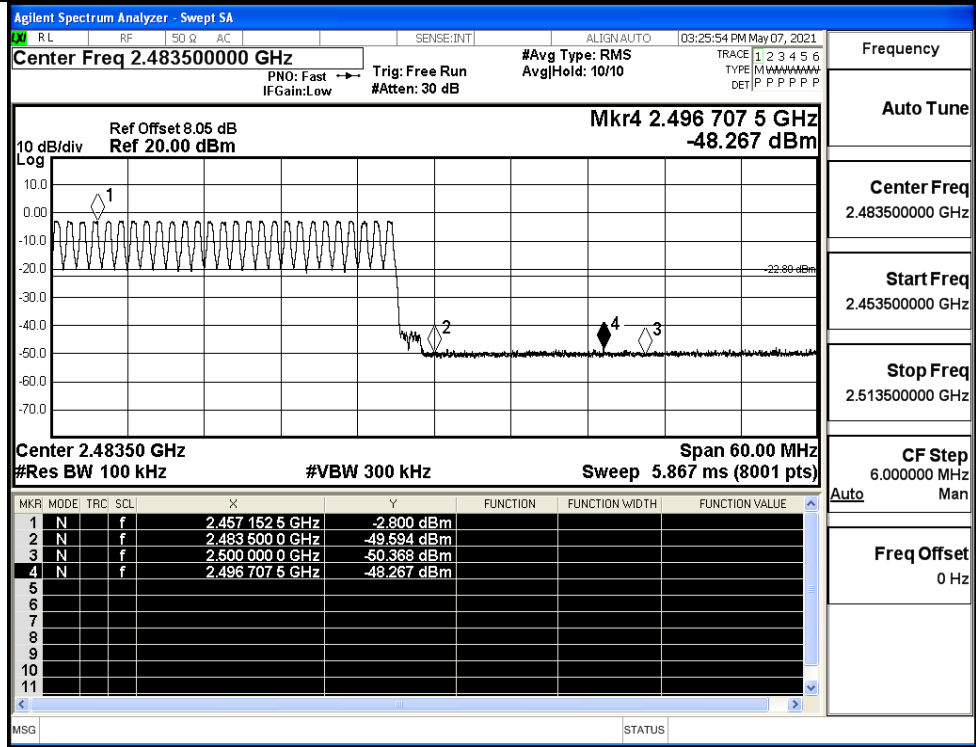 Agilent Spectrum Analyzer - Swept SA
LXI RL RF 50 Ω AC SENSE:INT ALIGN AUTO 03:25:54 PM May 07, 2021
Center Freq 2.483500000 GHz
PNO: Fast
IFGain:Low
Trig: Free Run
#Atten: 30 dB
#Avg Type: RMS
Avg|Hold: 10/10
TRACE 1 2 3 4 5 6
TYPE M W W W W W
DET P P P P P P
Mkr4 2.496 707 5 GHz
-48.267 dBm
Ref Offset 8.05 dB
10 dB/div Ref 20.00 dBm
Log
10.0
0.00
-10.0
-20.0
-30.0
-40.0
-50.0
-60.0
-70.0
1
2
4
3
-22.80 dBm
Center 2.48350 GHz Span 60.00 MHz
#Res BW 100 kHz #VBW 300 kHz Sweep 5.867 ms (8001 pts)
MKR MODE TRC SCL X Y FUNCTION FUNCTION WIDTH FUNCTION VALUE
1 N f 2.457 152 5 GHz -2.800 dBm
2 N f 2.483 500 0 GHz -49.594 dBm
3 N f 2.500 000 0 GHz -50.368 dBm
4 N f 2.496 707 5 GHz -48.267 dBm
5
6
7
8
9
10
11
MSG STATUS
Frequency
Auto Tune
Center Freq
2.483500000 GHz
Start Freq
2.453500000 GHz
Stop Freq
2.513500000 GHz
CF Step
6.000000 MHz
Auto Man
Freq Offset
0 Hz